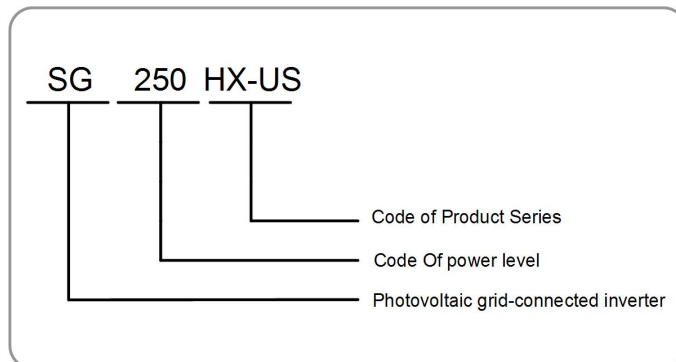 SG 250 HX-US
Code of Product Series
Code Of power level
Photovoltaic grid-connected inverter